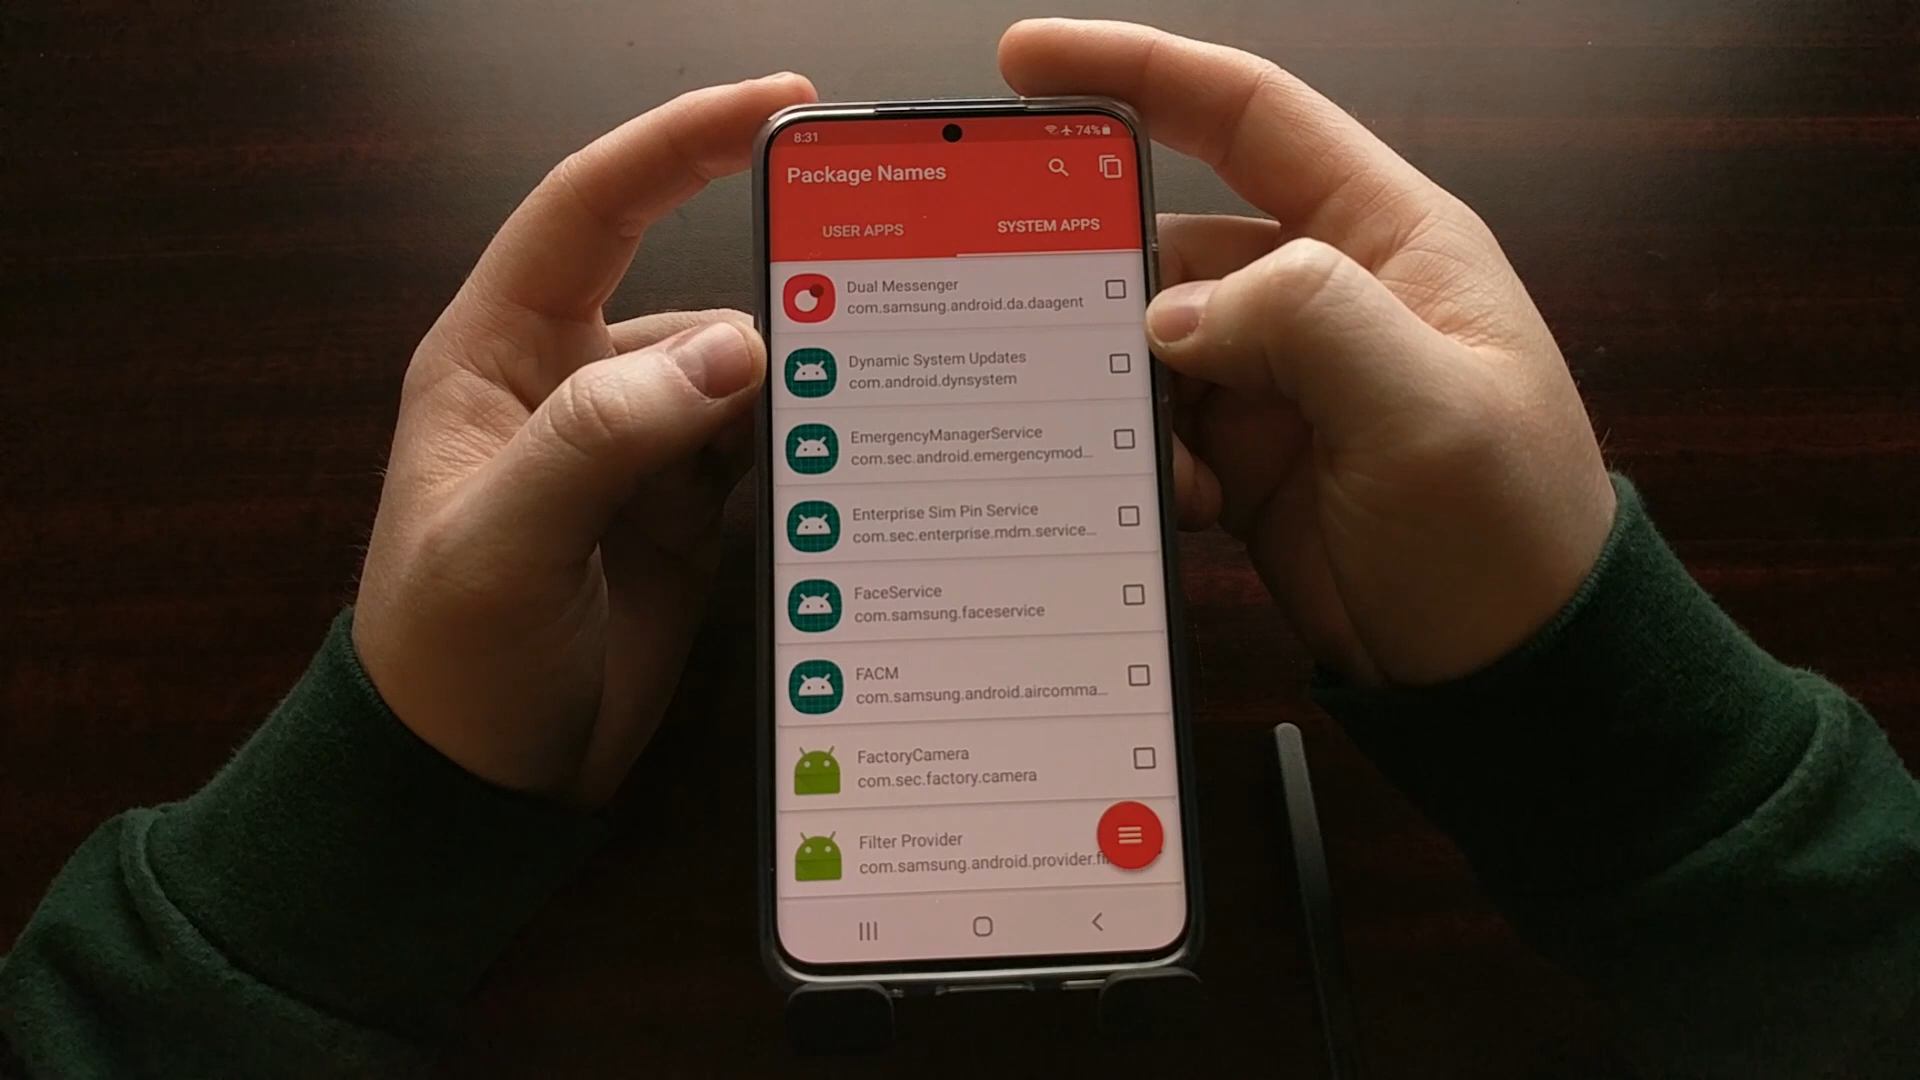 8:31
74%
Package Names
USER APPS
SYSTEM APPS
Dual Messenger
com.samsung.android.da.daagent
Dynamic System Updates
com.android.dynsystem
EmergencyManagerService
com.sec.android.emergencymod...
Enterprise Sim Pin Service
com.sec.enterprise.mdm.service...
FaceService
com.samsung.faceservice
FACM
com.samsung.android.aircomma...
FactoryCamera
com.sec.factory.camera
Filter Provider
com.samsung.android.provider.fi